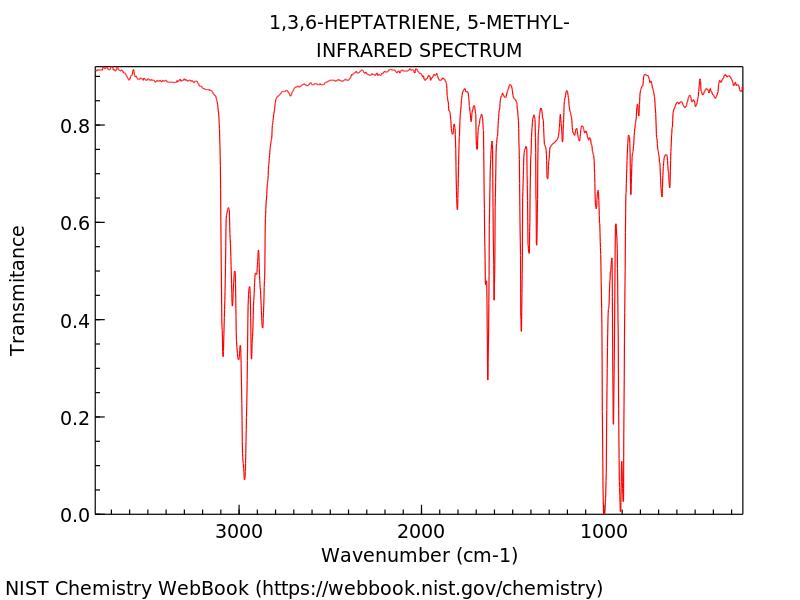 1,3,6-HEPTATRIENE, 5-METHYL-
INFRARED SPECTRUM
0.8
0.6
0.4
0.2
0.0
Transmitance
3000 2000 1000
Wavenumber (cm-1)
NIST Chemistry WebBook (https://webbook.nist.gov/chemistry)